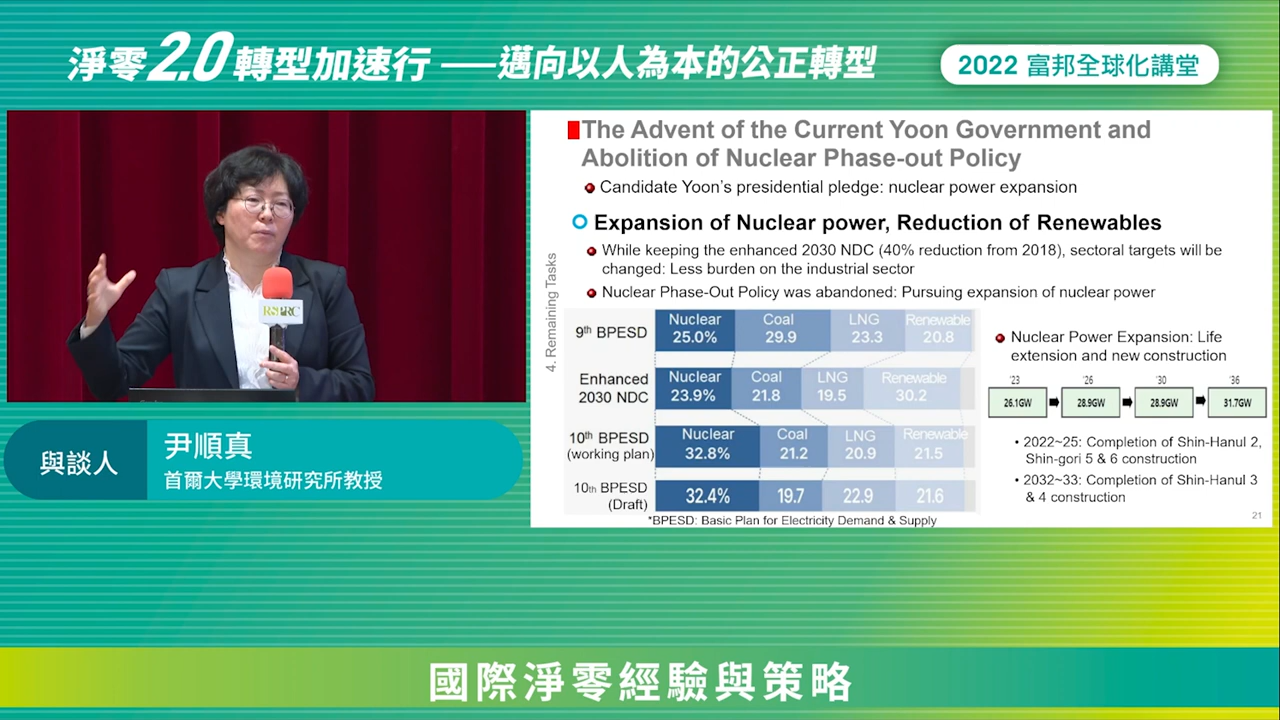 淨零2.0轉型加速行──邁向以人為本的公正轉型
2022 富邦全球化講堂
RSPRC
與談人
尹順真
首爾大學環境研究所教授
The Advent of the Current Yoon Government and
Abolition of Nuclear Phase-out Policy
Candidate Yoon's presidential pledge: nuclear power expansion
Expansion of Nuclear power, Reduction of Renewables
While keeping the enhanced 2030 NDC (40% reduction from 2018), sectoral targets will be
changed: Less burden on the industrial sector
Nuclear Phase-Out Policy was abandoned: Pursuing expansion of nuclear power
4. Remaining Tasks
9th BPESD
Nuclear 25.0%
Coal 29.9
LNG 23.3
Renewable 20.8
Enhanced
2030 NDC
Nuclear 23.9%
Coal 21.8
LNG 19.5
Renewable 30.2
10th BPESD
(working plan)
Nuclear 32.8%
Coal 21.2
LNG 20.9
Renewable 21.5
10th BPESD
(Draft)
32.4%
19.7
22.9
21.6
*BPESD: Basic Plan for Electricity Demand & Supply
Nuclear Power Expansion: Life
extension and new construction
'23 '26 '30 '36
26.1GW 28.9GW 28.9GW 31.7GW
• 2022~25: Completion of Shin-Hanul 2,
Shin-gori 5 & 6 construction
• 2032~33: Completion of Shin-Hanul 3
& 4 construction
21
國際淨零經驗與策略